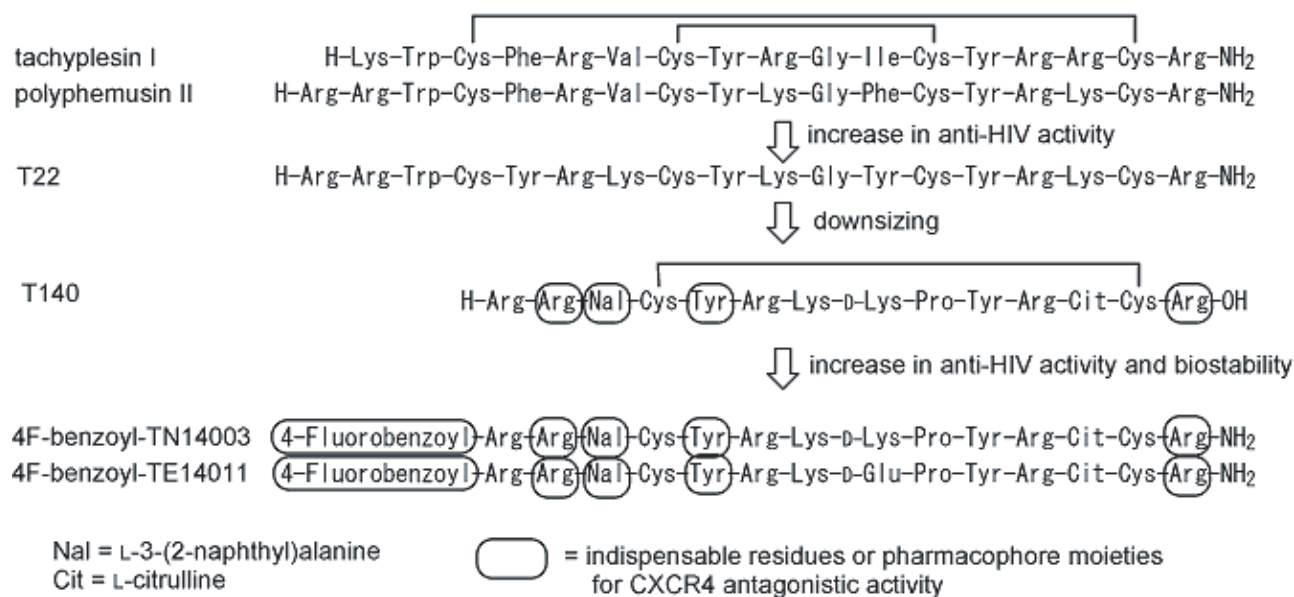 tachyplesin I H-Lys-Trp-Cys-Phe-Arg-Val-Cys-Tyr-Arg-Gly-Ile-Cys-Tyr-Arg-Arg-Cys-Arg-NH2
polyphemusin II H-Arg-Arg-Trp-Cys-Phe-Arg-Val-Cys-Tyr-Lys-Gly-Phe-Cys-Tyr-Arg-Lys-Cys-Arg-NH2
increase in anti-HIV activity
T22 H-Arg-Arg-Trp-Cys-Tyr-Arg-Lys-Cys-Tyr-Lys-Gly-Tyr-Cys-Tyr-Arg-Lys-Cys-Arg-NH2
downsizing
T140 H-Arg-Arg-Nal-Cys-Tyr-Arg-Lys-D-Lys-Pro-Tyr-Arg-Cit-Cys-Arg-OH
increase in anti-HIV activity and biostability
4F-benzoyl-TN14003 4-Fluorobenzoyl-Arg-Arg-Nal-Cys-Tyr-Arg-Lys-D-Lys-Pro-Tyr-Arg-Cit-Cys-Arg-NH2
4F-benzoyl-TE14011 4-Fluorobenzoyl-Arg-Arg-Nal-Cys-Tyr-Arg-Lys-D-Glu-Pro-Tyr-Arg-Cit-Cys-Arg-NH2
Nal = L-3-(2-naphthyl)alanine
Cit = L-citrulline
= indispensable residues or pharmacophore moieties
for CXCR4 antagonistic activity